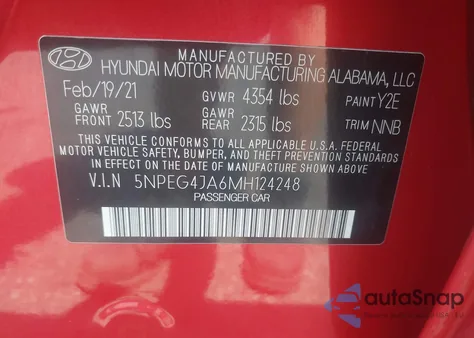 MANUFACTURED BY
HYUNDAI MOTOR MANUFACTURING ALABAMA, LLC
Feb/19/21 GVWR 4354 lbs PAINT Y2E
GAWR FRONT 2513 lbs GAWR REAR 2315 lbs TRIM NNB
THIS VEHICLE CONFORMS TO ALL APPLICABLE U.S.A. FEDERAL
MOTOR VEHICLE SAFETY, BUMPER, AND THEFT PREVENTION STANDARDS
IN EFFECT ON THE DATE OF MANUFACTURE SHOWN ABOVE.
V.I.N 5NPEG4JA6MH124248
PASSENGER CAR
autaSnap